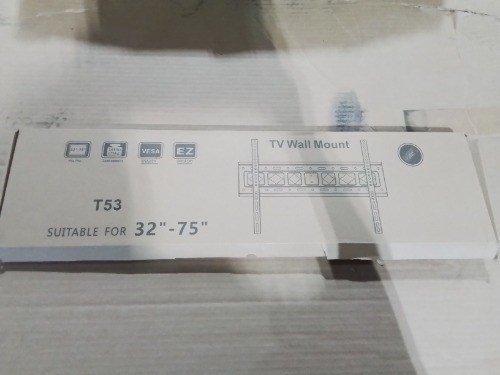 TV Wall Mount
VESA
EZ
T53
SUITABLE FOR 32"-75"